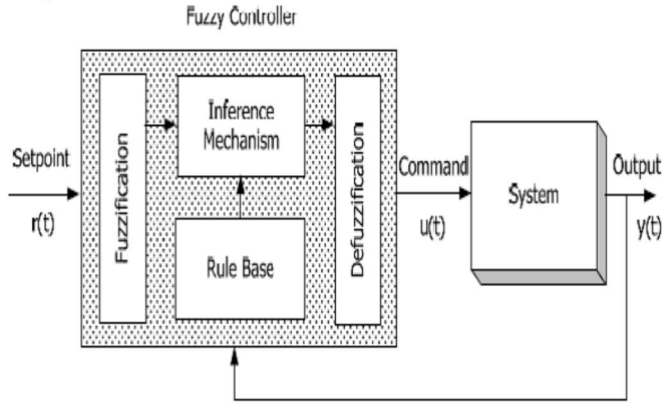 Fuzzy Controller
Fuzzification
Inference
Mechanism
Rule Base
Defuzzification
Setpoint
r(t)
Command
u(t)
System
Output
y(t)